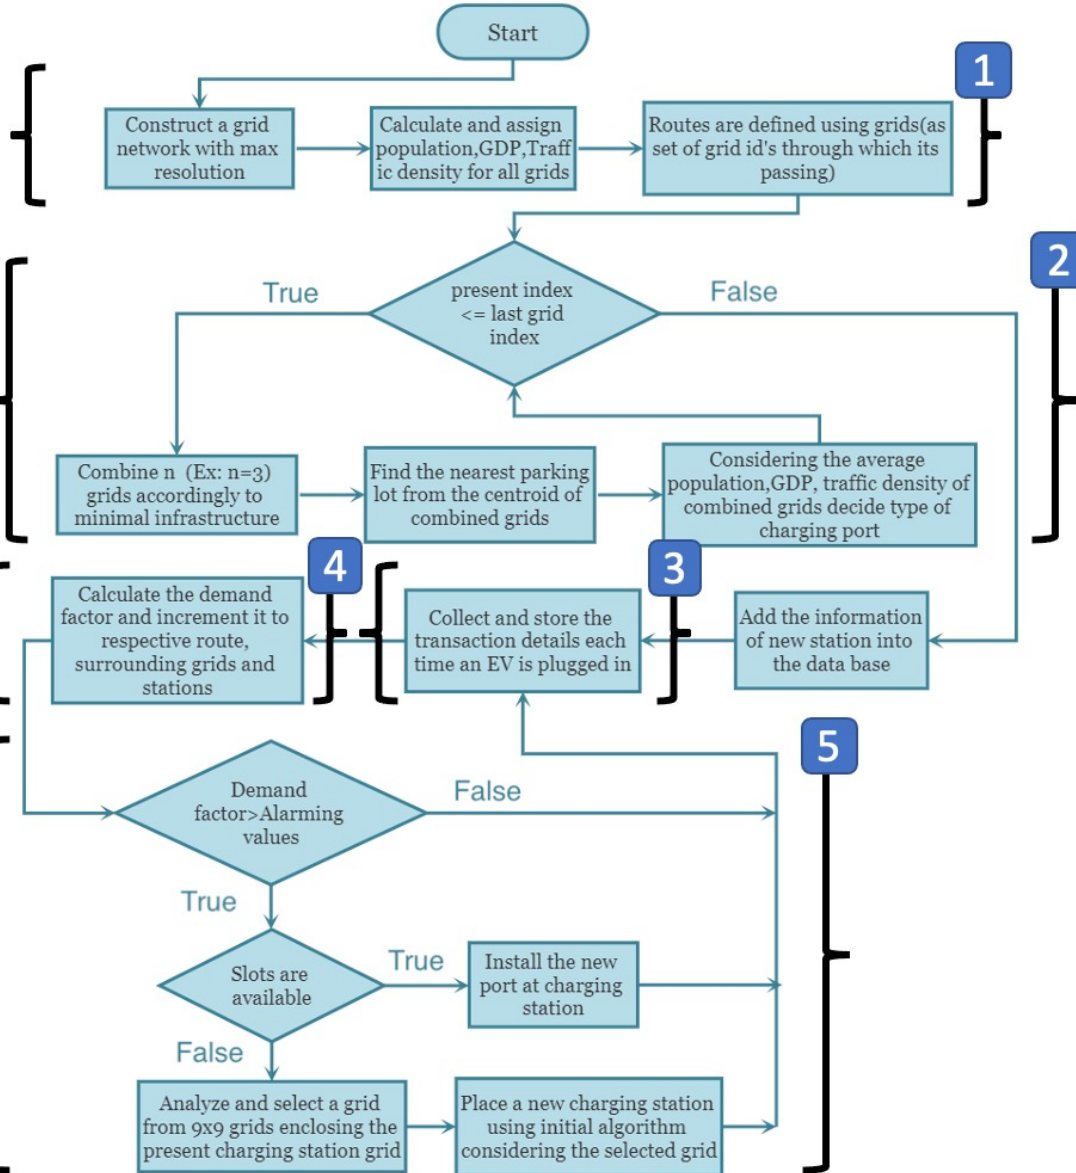 Start
1
Construct a grid
network with max
resolution
Calculate and assign
population,GDP,Traff
ic density for all grids
Routes are defined using grids(as
set of grid id's through which its
passing)
2
present index
<= last grid
index
True
False
Combine n (Ex: n=3)
grids accordingly to
minimal infrastructure
Find the nearest parking
lot from the centroid of
combined grids
Considering the average
population,GDP, traffic density of
combined grids decide type of
charging port
4
3
Calculate the demand
factor and increment it to
respective route,
surrounding grids and
stations
Collect and store the
transaction details each
time an EV is plugged in
Add the information
of new station into
the data base
5
Demand
factor>Alarming
values
False
True
Slots are
available
True
Install the new
port at charging
station
False
Analyze and select a grid
from 9x9 grids enclosing the
present charging station grid
Place a new charging station
using initial algorithm
considering the selected grid